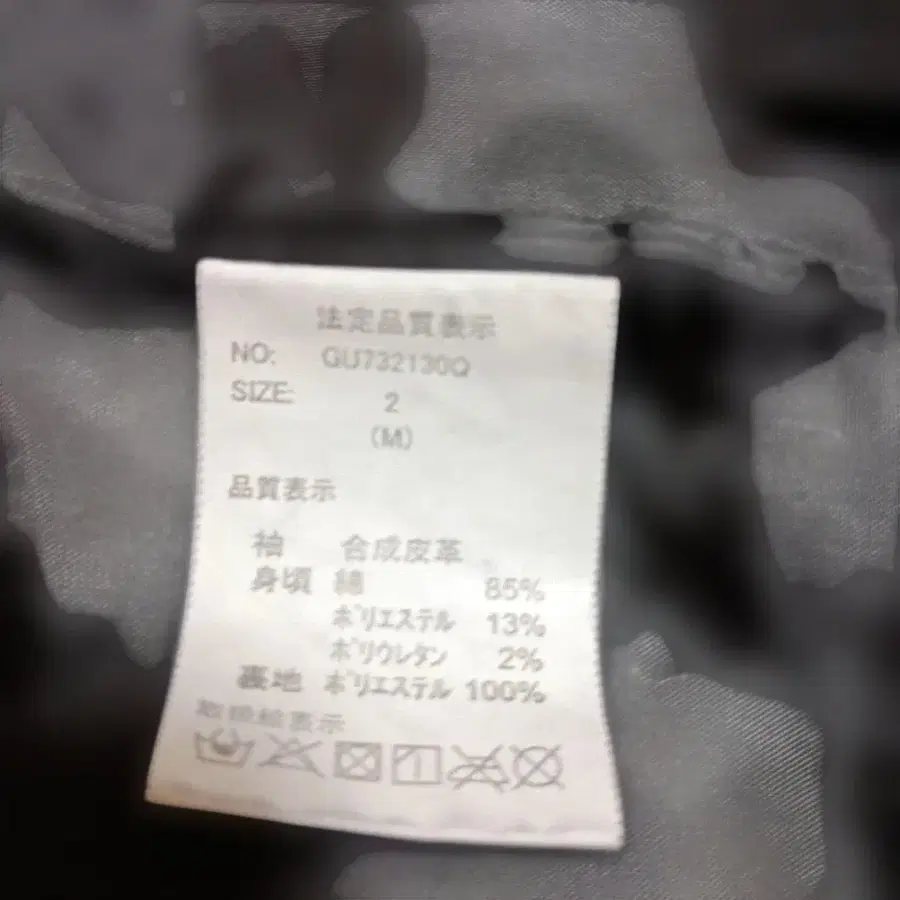 法定品質表示
NO: GU732130Q
SIZE: 2
(M)
品質表示
袖 合成皮革
身頃 綿 85%
ポリエステル 13%
ポリウレタン 2%
裏地 ポリエステル 100%
取扱絵表示